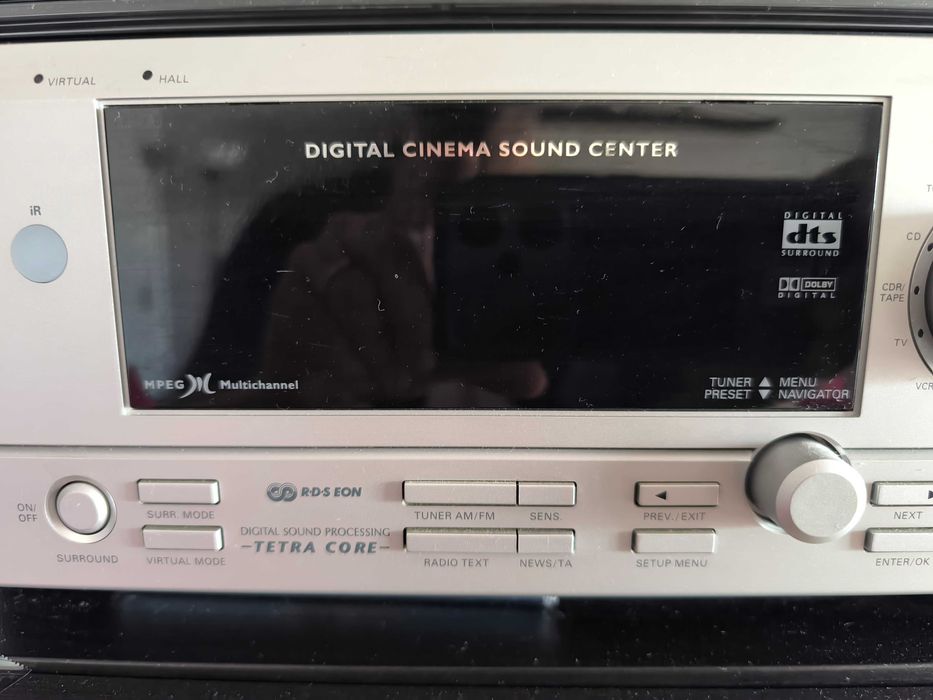 VIRTUAL
HALL
DIGITAL CINEMA SOUND CENTER
iR
DIGITAL
dts
SURROUND
CD
DOLBY
DIGITAL
CDR/
TAPE
TV
VCR
MPEG Multichannel
TUNER ▲ MENU
PRESET ▼ NAVIGATOR
ON/
OFF
SURROUND
SURR. MODE
VIRTUAL MODE
R·D·S EON
DIGITAL SOUND PROCESSING
–TETRA CORE–
TUNER AM/FM
SENS.
RADIO TEXT
NEWS/TA
◀
PREV./EXIT
SETUP MENU
NEXT
ENTER/OK